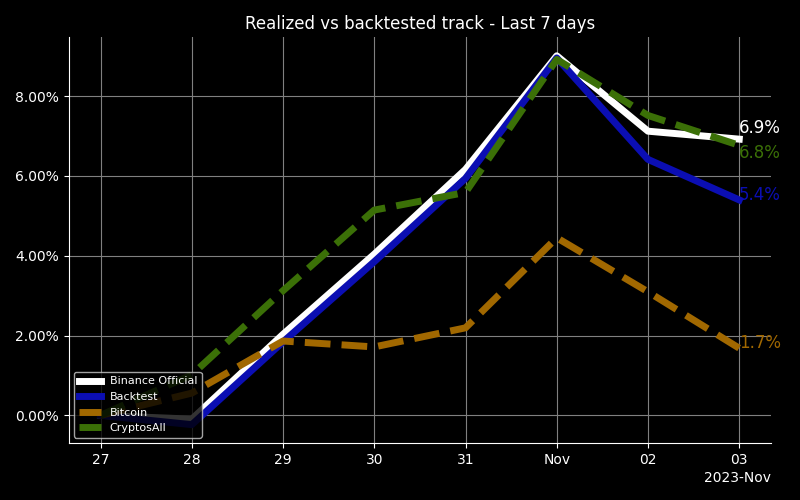 Realized vs backtested track - Last 7 days
8.00%
6.00%
4.00%
2.00%
0.00%
6.9%
6.8%
5.4%
1.7%
Binance Official
Backtest
Bitcoin
CryptosAll
27 28 29 30 31 Nov 02 03
2023-Nov